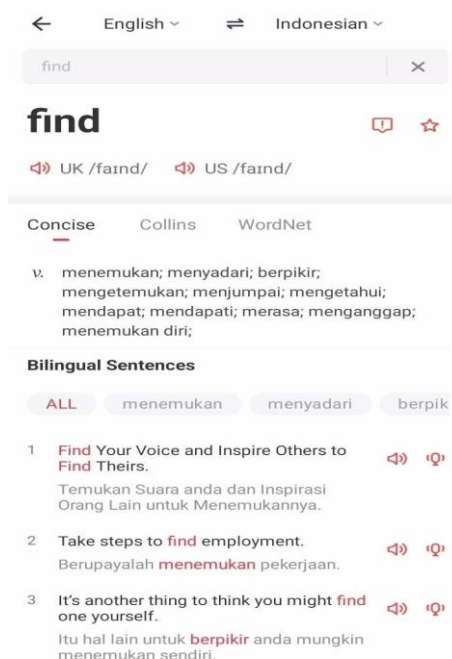 English Indonesian
find
find
UK /faɪnd/ US /faɪnd/
Concise Collins WordNet
v. menemukan; menyadari; berpikir;
mengetemukan; menjumpai; mengetahui;
mendapat; mendapati; merasa; menganggap;
menemukan diri;
Bilingual Sentences
ALL menemukan menyadari berpik
1 Find Your Voice and Inspire Others to
Find Theirs.
Temukan Suara anda dan Inspirasi
Orang Lain untuk Menemukannya.
2 Take steps to find employment.
Berupayalah menemukan pekerjaan.
3 It's another thing to think you might find
one yourself.
Itu hal lain untuk berpikir anda mungkin
menemukan sendiri.